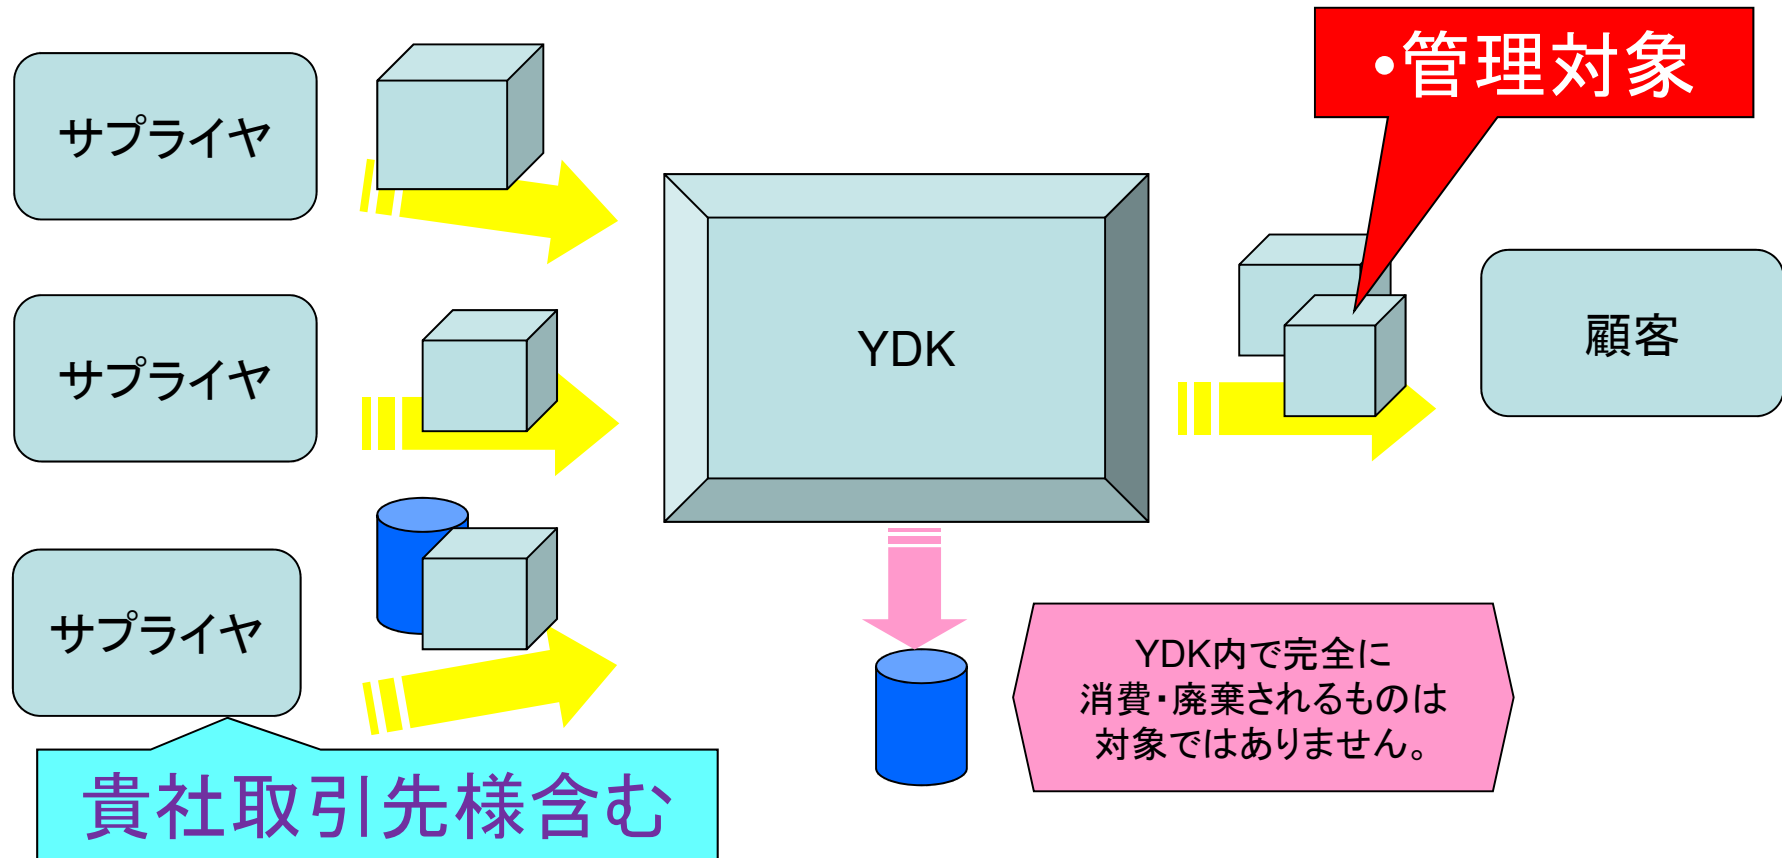 •管理対象
サプライヤ
サプライヤ
YDK
顧客
サプライヤ
YDK内で完全に
消費・廃棄されるものは
対象ではありません。
貴社取引先様含む